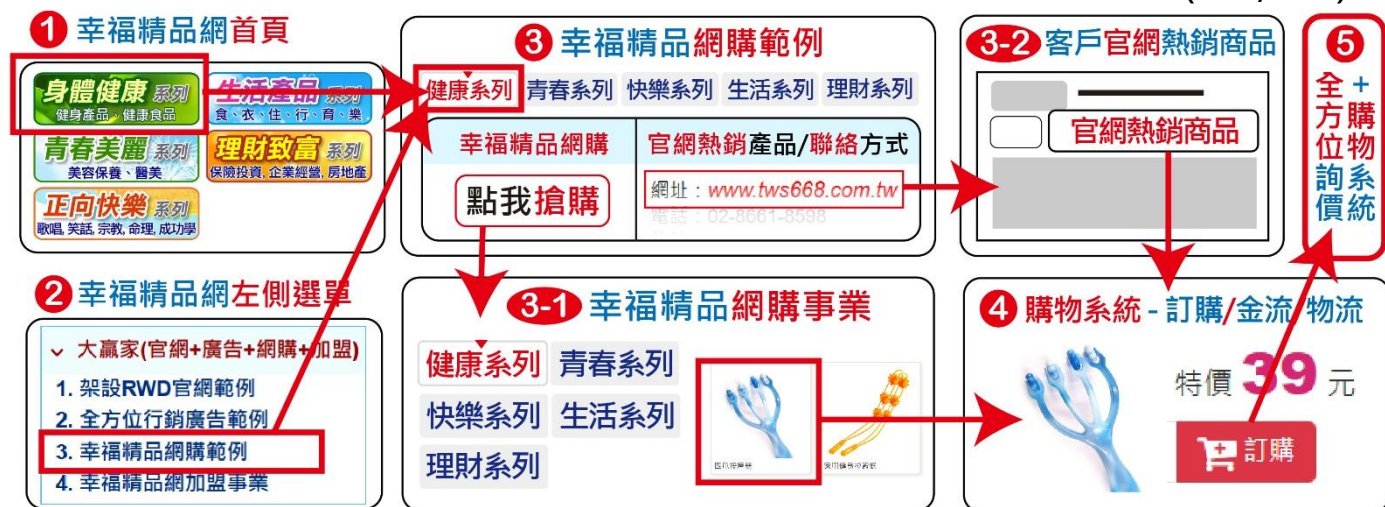 1 幸福精品網首頁
身體健康 系列
健身產品、健康食品
生活產品 系列
食、衣、住、行、育、樂
青春美麗 系列
美容保養、醫美
理財致富 系列
保險投資, 企業經營, 房地產
正向快樂 系列
歌唱, 笑話, 宗教, 命理, 成功學
2 幸福精品網左側選單
大贏家(官網+廣告+網購+加盟)
1. 架設RWD官網範例
2. 全方位行銷廣告範例
3. 幸福精品網購範例
4. 幸福精品網加盟事業
3 幸福精品網購範例
健康系列 青春系列 快樂系列 生活系列 理財系列
幸福精品網購
點我搶購
官網熱銷產品/聯絡方式
網址：www.tws668.com.tw
電話：02-8661-8598
3-1 幸福精品網購事業
健康系列 青春系列
快樂系列 生活系列
理財系列
3-2 客戶官網熱銷商品
官網熱銷商品
4 購物系統 - 訂購/金流/物流
特價 39 元
訂購
5
+購物系統
全方位詢價